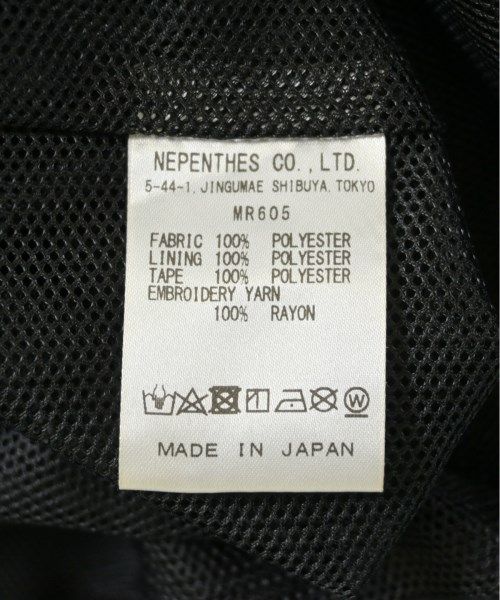 NEPENTHES CO.,LTD.
5-44-1, JINGUMAE SHIBUYA, TOKYO
MR605
FABRIC 100% POLYESTER
LINING 100% POLYESTER
TAPE 100% POLYESTER
EMBROIDERY YARN
100% RAYON
W
MADE IN JAPAN